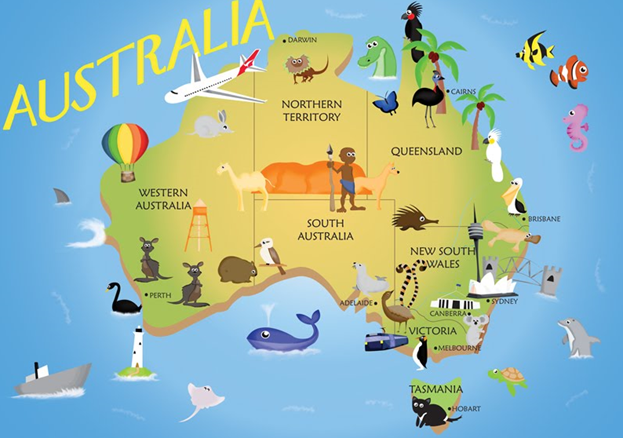 AUSTRALIA
DARWIN
NORTHERN
TERRITORY
CAIRNS
QUEENSLAND
WESTERN
AUSTRALIA
SOUTH
AUSTRALIA
BRISBANE
NEW SOUTH
WALES
PERTH
ADELAIDE
SYDNEY
CANBERRA
VICTORIA
MELBOURNE
TASMANIA
HOBART